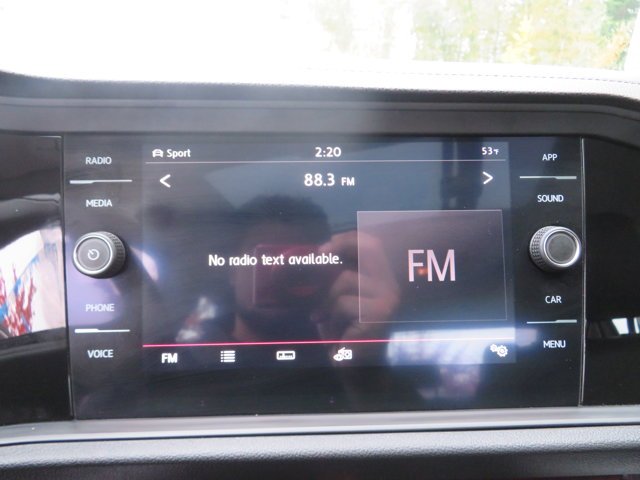 RADIO
MEDIA
PHONE
VOICE
Sport
2:20
53°F
<
88.3 FM
>
No radio text available.
FM
FM
APP
SOUND
CAR
MENU